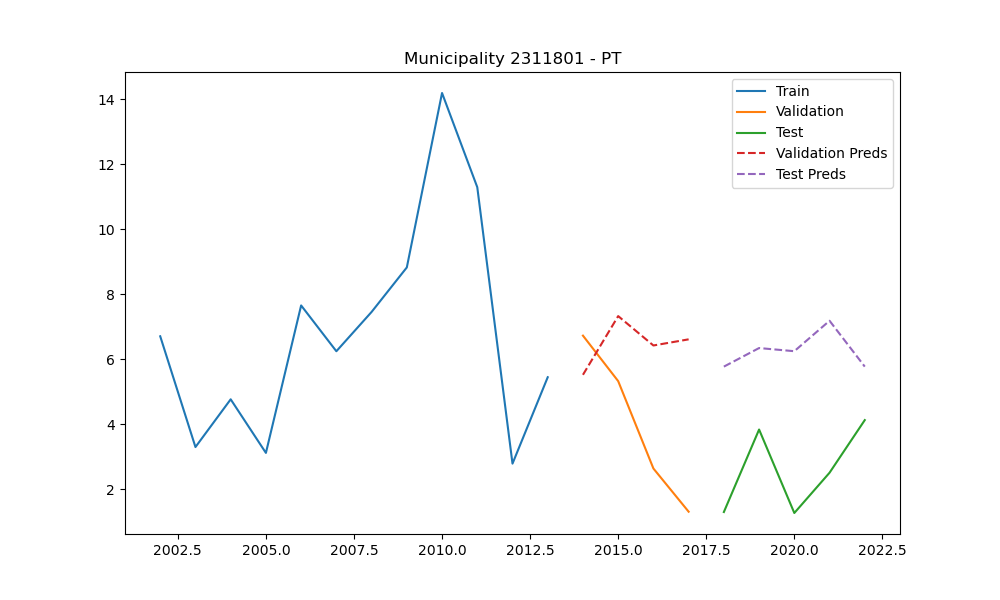 Municipality 2311801 - PT
Train
Validation
Test
Validation Preds
Test Preds
14
12
10
8
6
4
2
2002.5 2005.0 2007.5 2010.0 2012.5 2015.0 2017.5 2020.0 2022.5